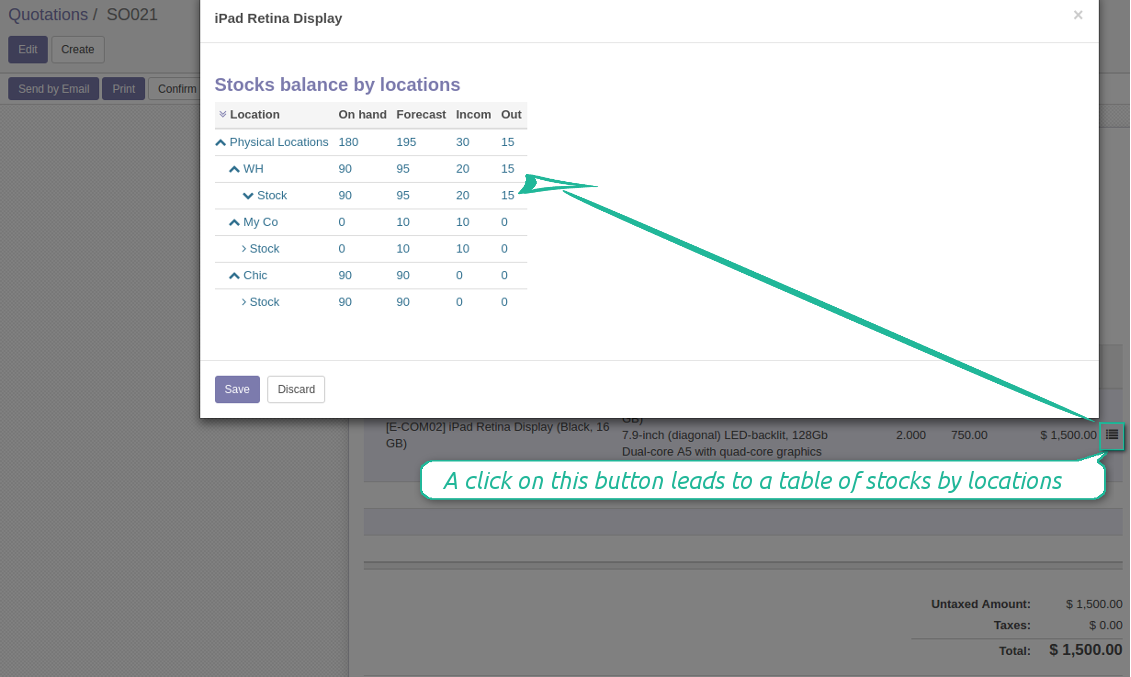 Quotations / SO021
Edit Create
Send by Email Print Confirm
iPad Retina Display ×
Stocks balance by locations
Location On hand Forecast Incom Out
Physical Locations 180 195 30 15
WH 90 95 20 15
Stock 90 95 20 15
My Co 0 10 10 0
Stock 0 10 10 0
Chic 90 90 0 0
Stock 90 90 0 0
Save Discard
[E-COM02] iPad Retina Display (Black, 16
GB)
GB)
7.9-inch (diagonal) LED-backlit, 128Gb
Dual-core A5 with quad-core graphics
2.000 750.00 $ 1,500.00
A click on this button leads to a table of stocks by locations
Untaxed Amount: $ 1,500.00
Taxes: $ 0.00
Total: $ 1,500.00